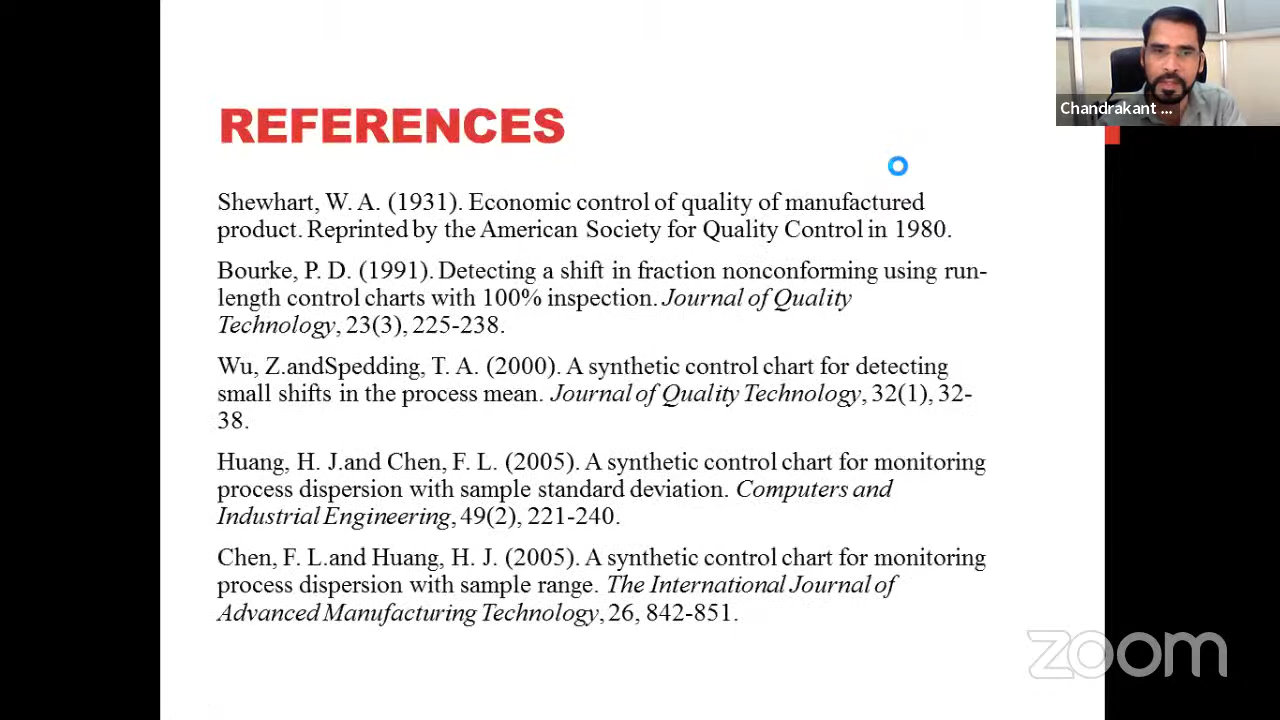 Chandrakant ...
REFERENCES
Shewhart, W. A. (1931). Economic control of quality of manufactured
product. Reprinted by the American Society for Quality Control in 1980.
Bourke, P. D. (1991). Detecting a shift in fraction nonconforming using run-
length control charts with 100% inspection. Journal of Quality
Technology, 23(3), 225-238.
Wu, Z.andSpedding, T. A. (2000). A synthetic control chart for detecting
small shifts in the process mean. Journal of Quality Technology, 32(1), 32-
38.
Huang, H. J.and Chen, F. L. (2005). A synthetic control chart for monitoring
process dispersion with sample standard deviation. Computers and
Industrial Engineering, 49(2), 221-240.
Chen, F. L.and Huang, H. J. (2005). A synthetic control chart for monitoring
process dispersion with sample range. The International Journal of
Advanced Manufacturing Technology, 26, 842-851.
zoom